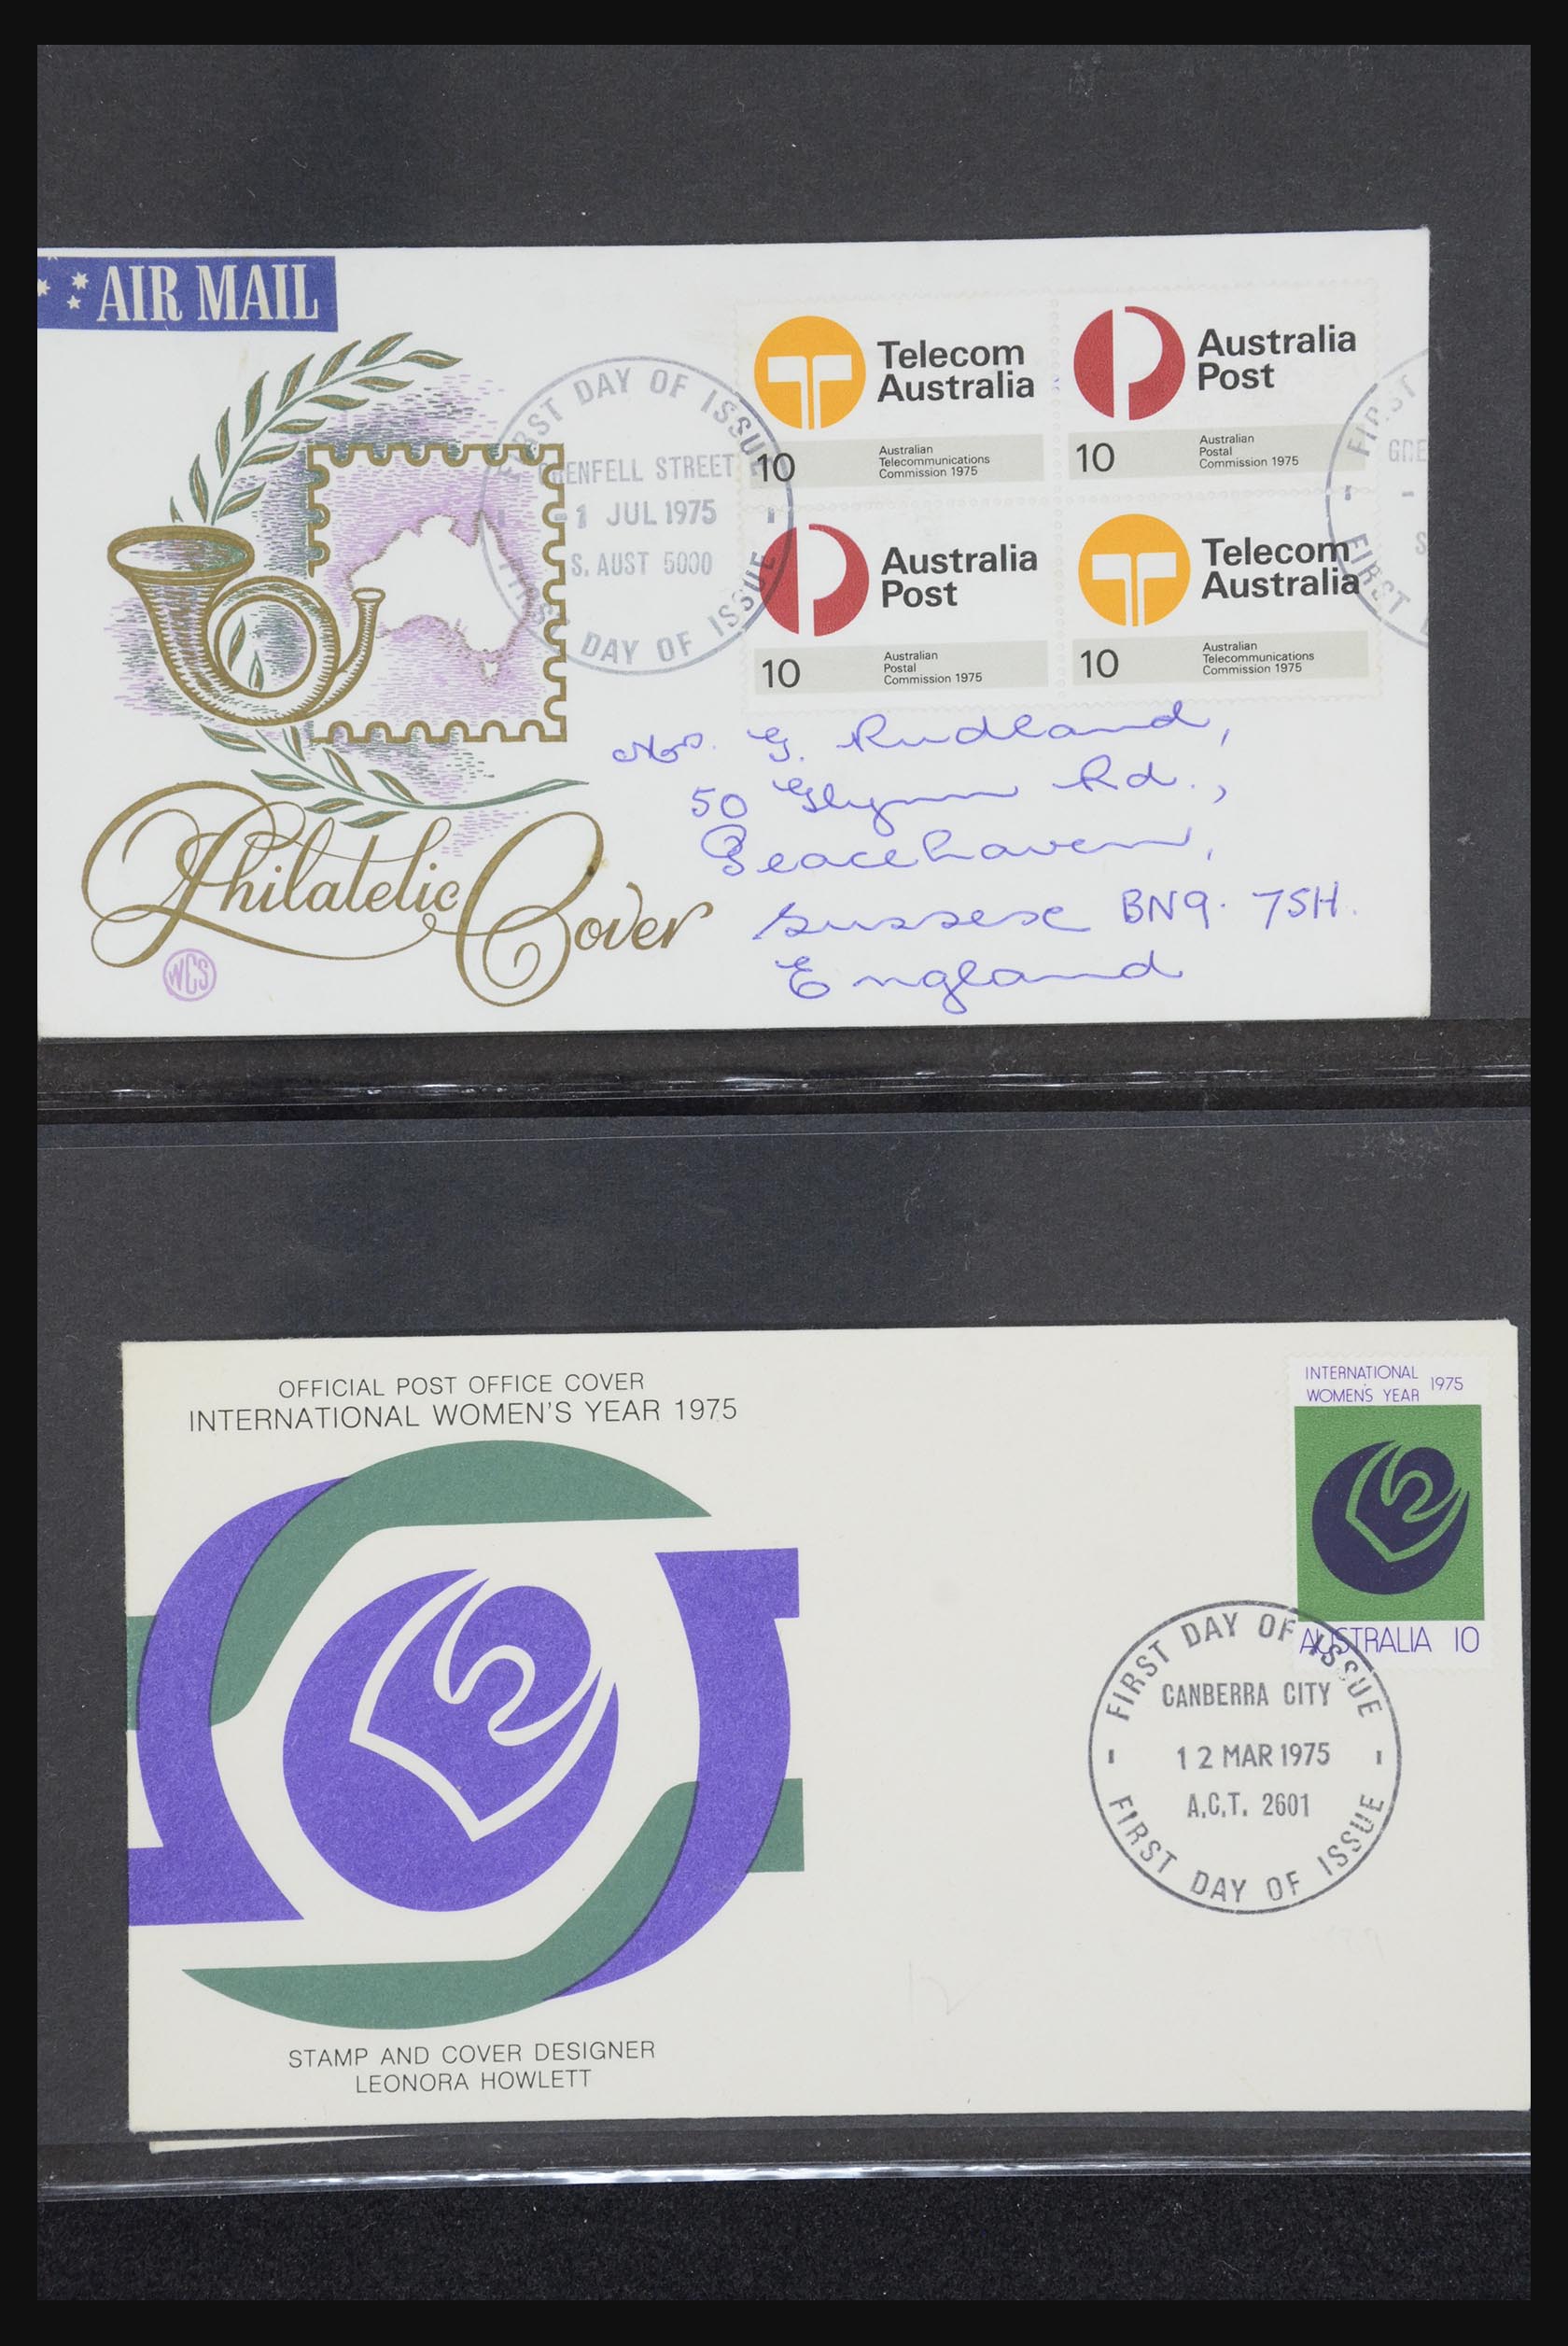 AIR MAIL
FIRST DAY OF ISSUE
GRENFELL STREET
-1 JUL 1975
S. AUST 5000
FIRST DAY OF ISSUE
Telecom
Australia
10
Australian
Telecommunications
Commission 1975
Australia
Post
10
Australian
Postal
Commission 1975
Australia
Post
10
Australian
Postal
Commission 1975
Telecom
Australia
10
Australian
Telecommunications
Commission 1975
FIRST
GRE
-
S
FIRST
G. Rudland,
50 Glynn Rd.,
Peacehaven,
Sussex BN9. 7SH.
England
Philatelic Cover
WCS
OFFICIAL POST OFFICE COVER
INTERNATIONAL WOMEN'S YEAR 1975
STAMP AND COVER DESIGNER
LEONORA HOWLETT
INTERNATIONAL
WOMEN'S YEAR 1975
AUSTRALIA 10
FIRST DAY OF ISSUE
CANBERRA CITY
12 MAR 1975
A.C.T. 2601
FIRST DAY OF ISSUE